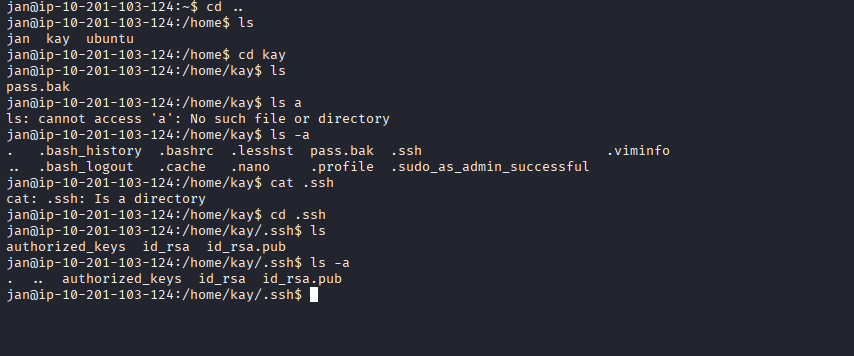 jan@ip-10-201-103-124:~$ cd ..
jan@ip-10-201-103-124:/home$ ls
jan  kay  ubuntu
jan@ip-10-201-103-124:/home$ cd kay
jan@ip-10-201-103-124:/home/kay$ ls
pass.bak
jan@ip-10-201-103-124:/home/kay$ ls a
ls: cannot access 'a': No such file or directory
jan@ip-10-201-103-124:/home/kay$ ls -a
.   .bash_history  .bashrc  .lesshst  pass.bak  .ssh                       .viminfo
..  .bash_logout   .cache   .nano     .profile  .sudo_as_admin_successful
jan@ip-10-201-103-124:/home/kay$ cat .ssh
cat: .ssh: Is a directory
jan@ip-10-201-103-124:/home/kay$ cd .ssh
jan@ip-10-201-103-124:/home/kay/.ssh$ ls
authorized_keys  id_rsa  id_rsa.pub
jan@ip-10-201-103-124:/home/kay/.ssh$ ls -a
.  ..  authorized_keys  id_rsa  id_rsa.pub
jan@ip-10-201-103-124:/home/kay/.ssh$